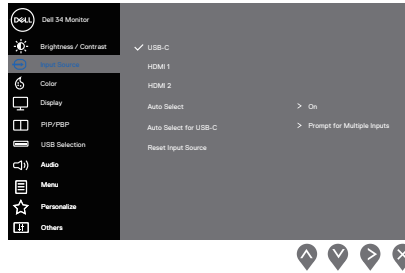 DELL
Dell 34 Monitor
Brightness / Contrast
Input Source
Color
Display
PIP/PBP
USB Selection
Audio
Menu
Personalize
Others
USB-C
HDMI 1
HDMI 2
Auto Select > On
Auto Select for USB-C > Prompt for Multiple Inputs
Reset Input Source